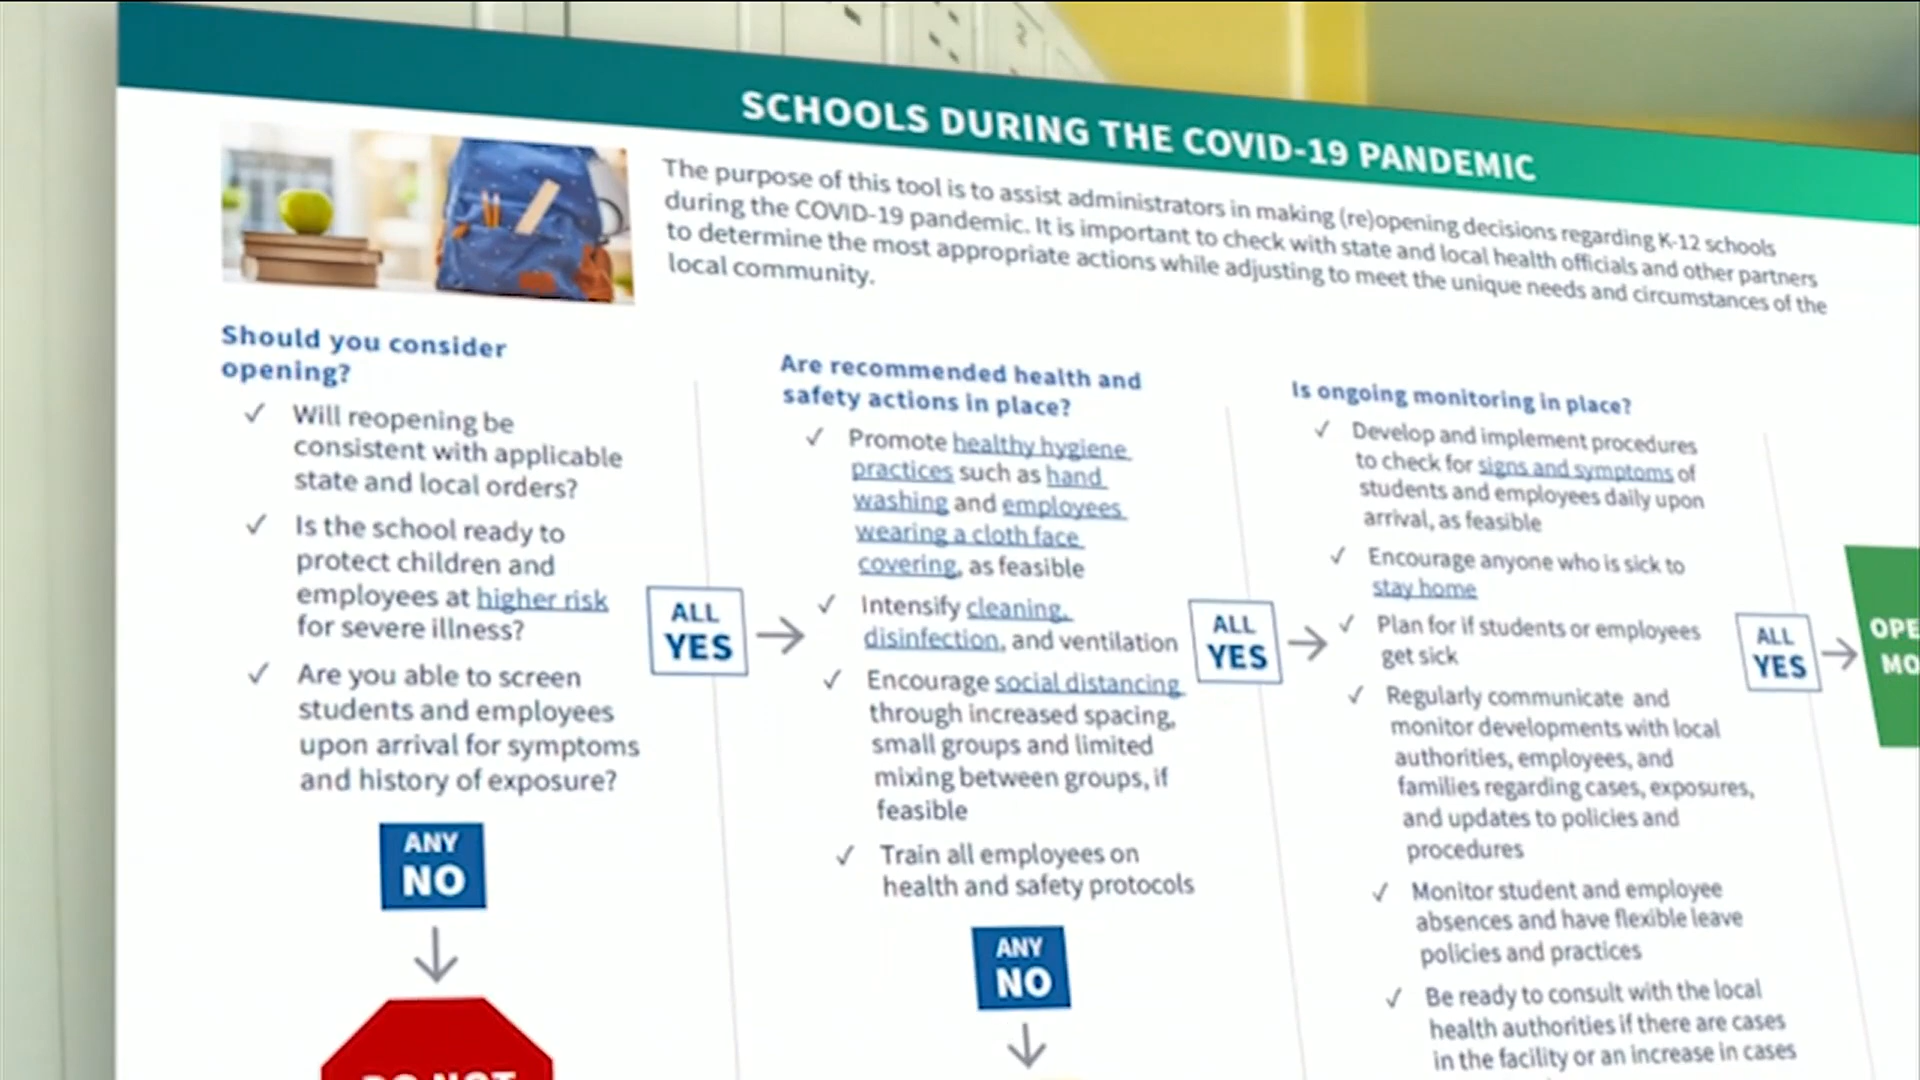 SCHOOLS DURING THE COVID-19 PANDEMIC
The purpose of this tool is to assist administrators in making (re)opening decisions regarding K-12 schools
during the COVID-19 pandemic. It is important to check with state and local health officials and other partners
to determine the most appropriate actions while adjusting to meet the unique needs and circumstances of the
local community.
Should you consider
opening?
✓ Will reopening be
consistent with applicable
state and local orders?
✓ Is the school ready to
protect children and
employees at higher risk
for severe illness?
✓ Are you able to screen
students and employees
upon arrival for symptoms
and history of exposure?
ANY
NO
DO NOT
ALL
YES
Are recommended health and
safety actions in place?
✓ Promote healthy hygiene
practices such as hand
washing and employees
wearing a cloth face
covering, as feasible
✓ Intensify cleaning,
disinfection, and ventilation
✓ Encourage social distancing
through increased spacing,
small groups and limited
mixing between groups, if
feasible
✓ Train all employees on
health and safety protocols
ANY
NO
ALL
YES
Is ongoing monitoring in place?
✓ Develop and implement procedures
to check for signs and symptoms of
students and employees daily upon
arrival, as feasible
✓ Encourage anyone who is sick to
stay home
✓ Plan for if students or employees
get sick
✓ Regularly communicate and
monitor developments with local
authorities, employees, and
families regarding cases, exposures,
and updates to policies and
procedures
✓ Monitor student and employee
absences and have flexible leave
policies and practices
✓ Be ready to consult with the local
health authorities if there are cases
in the facility or an increase in cases
ALL
YES
OPE
MO